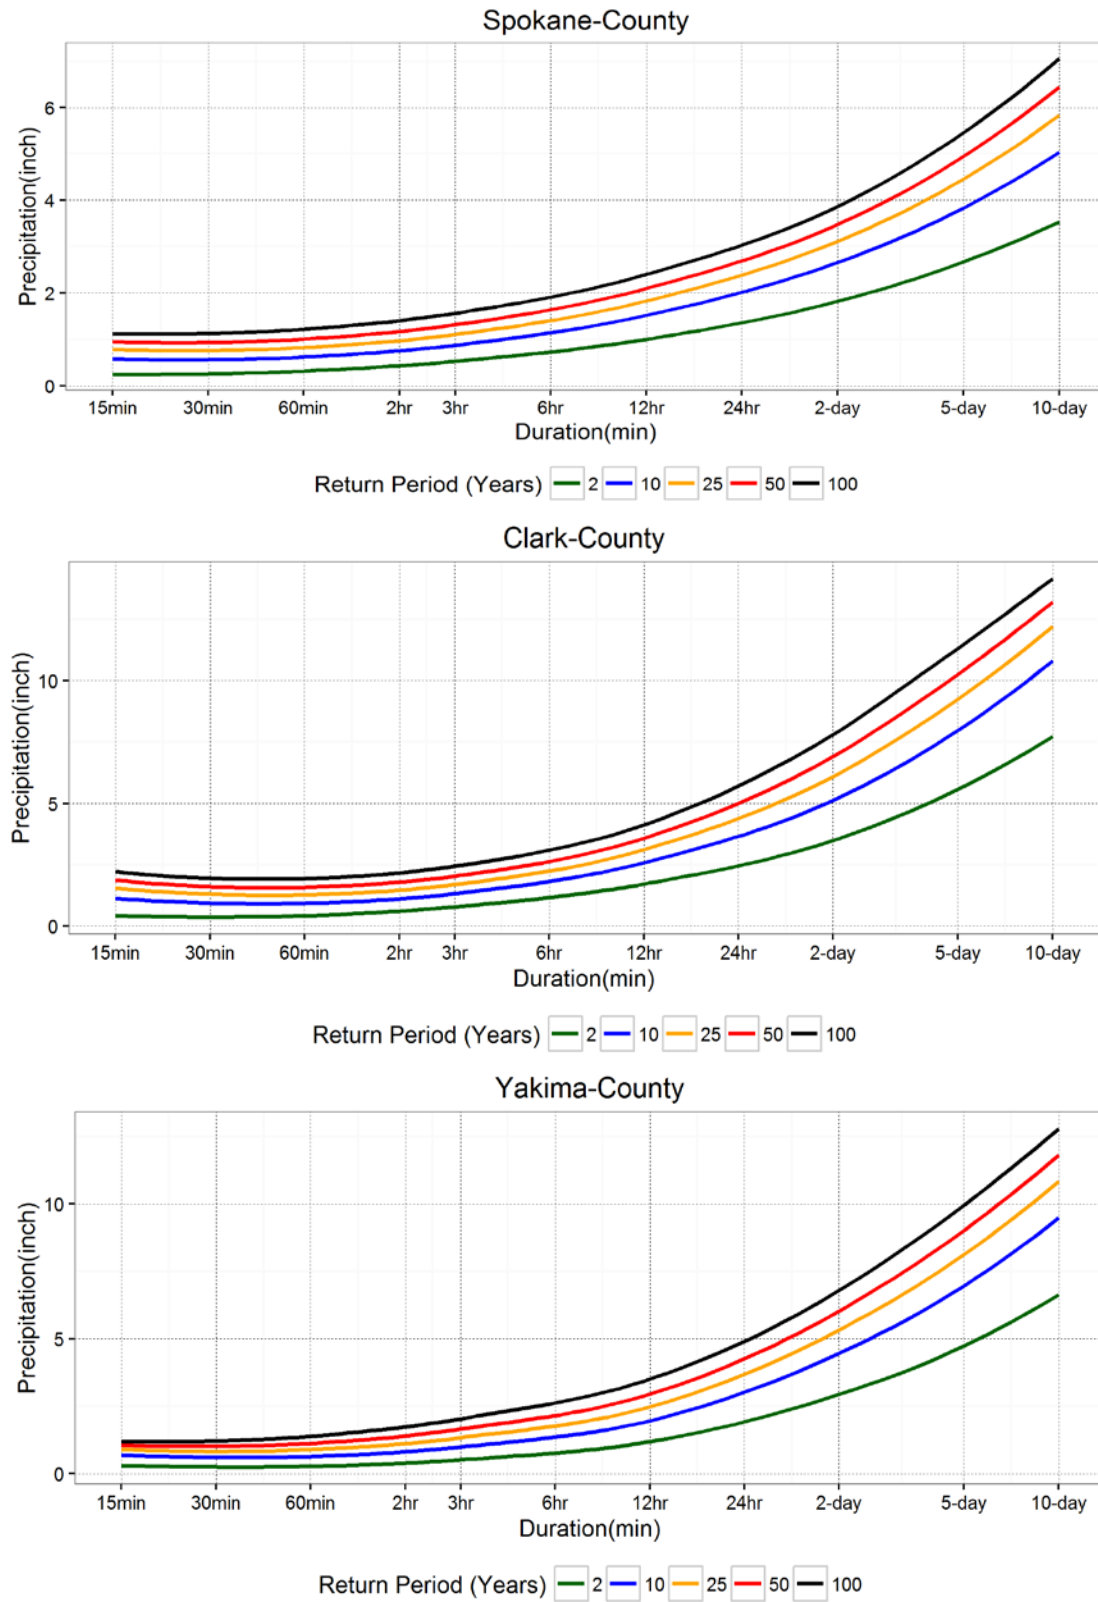 Spokane-County
Precipitation(inch)
6
4
2
0
15min 30min 60min 2hr 3hr 6hr 12hr 24hr 2-day 5-day 10-day
Duration(min)
Return Period (Years) 2 10 25 50 100
Clark-County
Precipitation(inch)
10
5
0
15min 30min 60min 2hr 3hr 6hr 12hr 24hr 2-day 5-day 10-day
Duration(min)
Return Period (Years) 2 10 25 50 100
Yakima-County
Precipitation(inch)
10
5
0
15min 30min 60min 2hr 3hr 6hr 12hr 24hr 2-day 5-day 10-day
Duration(min)
Return Period (Years) 2 10 25 50 100